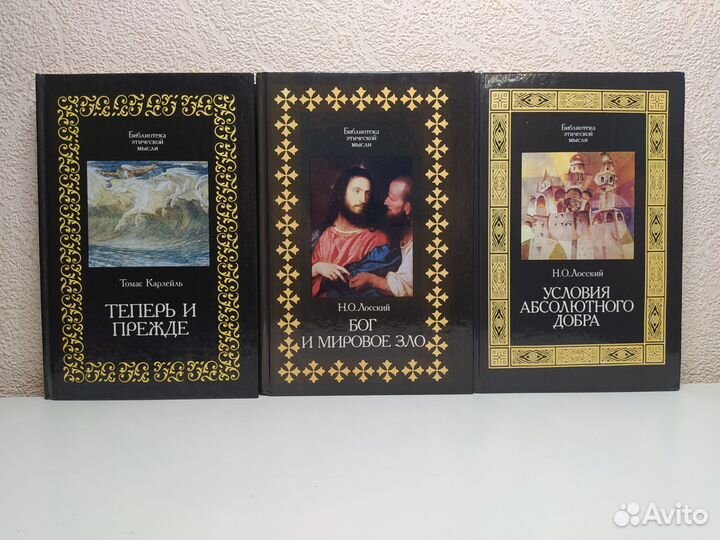 Библиотека
этической
мысли
Томас Карлейль
ТЕПЕРЬ И
ПРЕЖДЕ
Библиотека
этической
мысли
Н.О.Лосский
БОГ
И МИРОВОЕ ЗЛО
Библиотека
этической
мысли
Н.О.Лосский
УСЛОВИЯ
АБСОЛЮТНОГО
ДОБРА
Avito